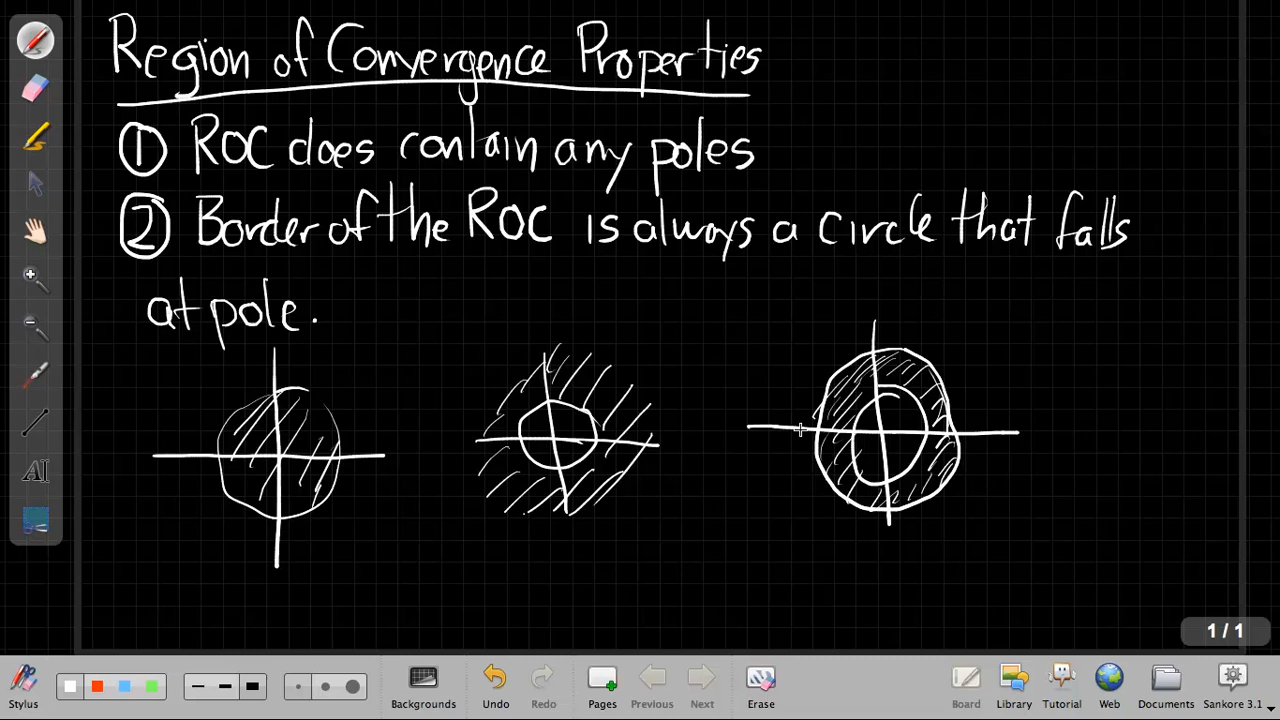 Region of Convergence Properties
① ROC does contain any poles
② Border of the ROC is always a circle that falls
at pole.
1 / 1
Stylus
Backgrounds
Undo
Redo
Pages
Previous
Next
Erase
Board
Library
Tutorial
Web
Documents
Sankore 3.1